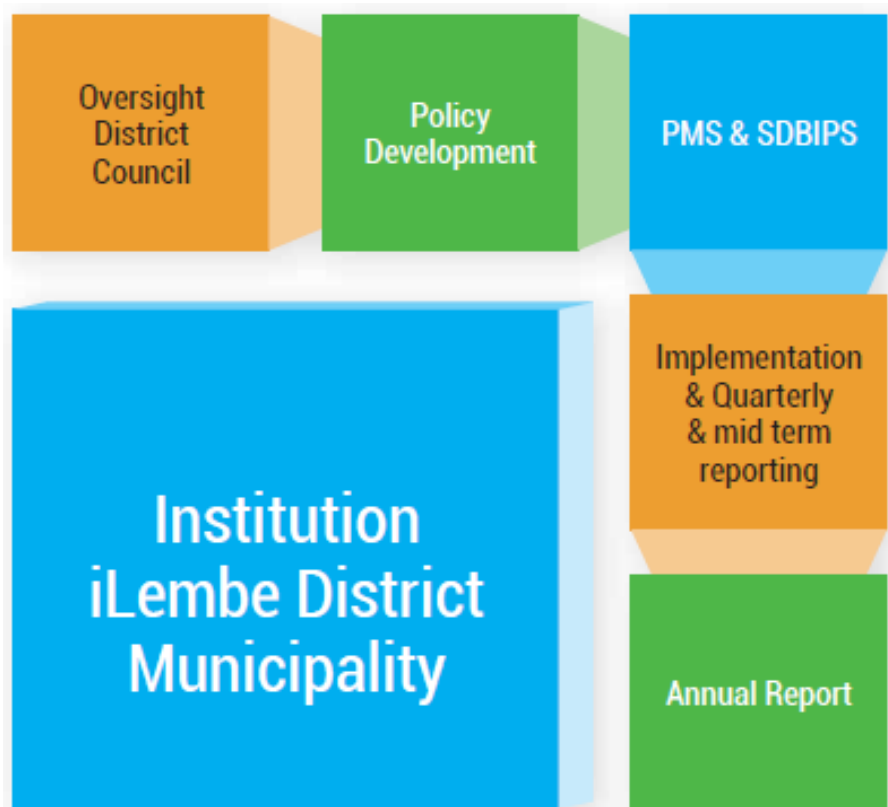 Oversight
District
Council
Policy
Development
PMS & SDBIPS
Implementation
& Quarterly
& mid term
reporting
Institution
iLembe District
Municipality
Annual Report